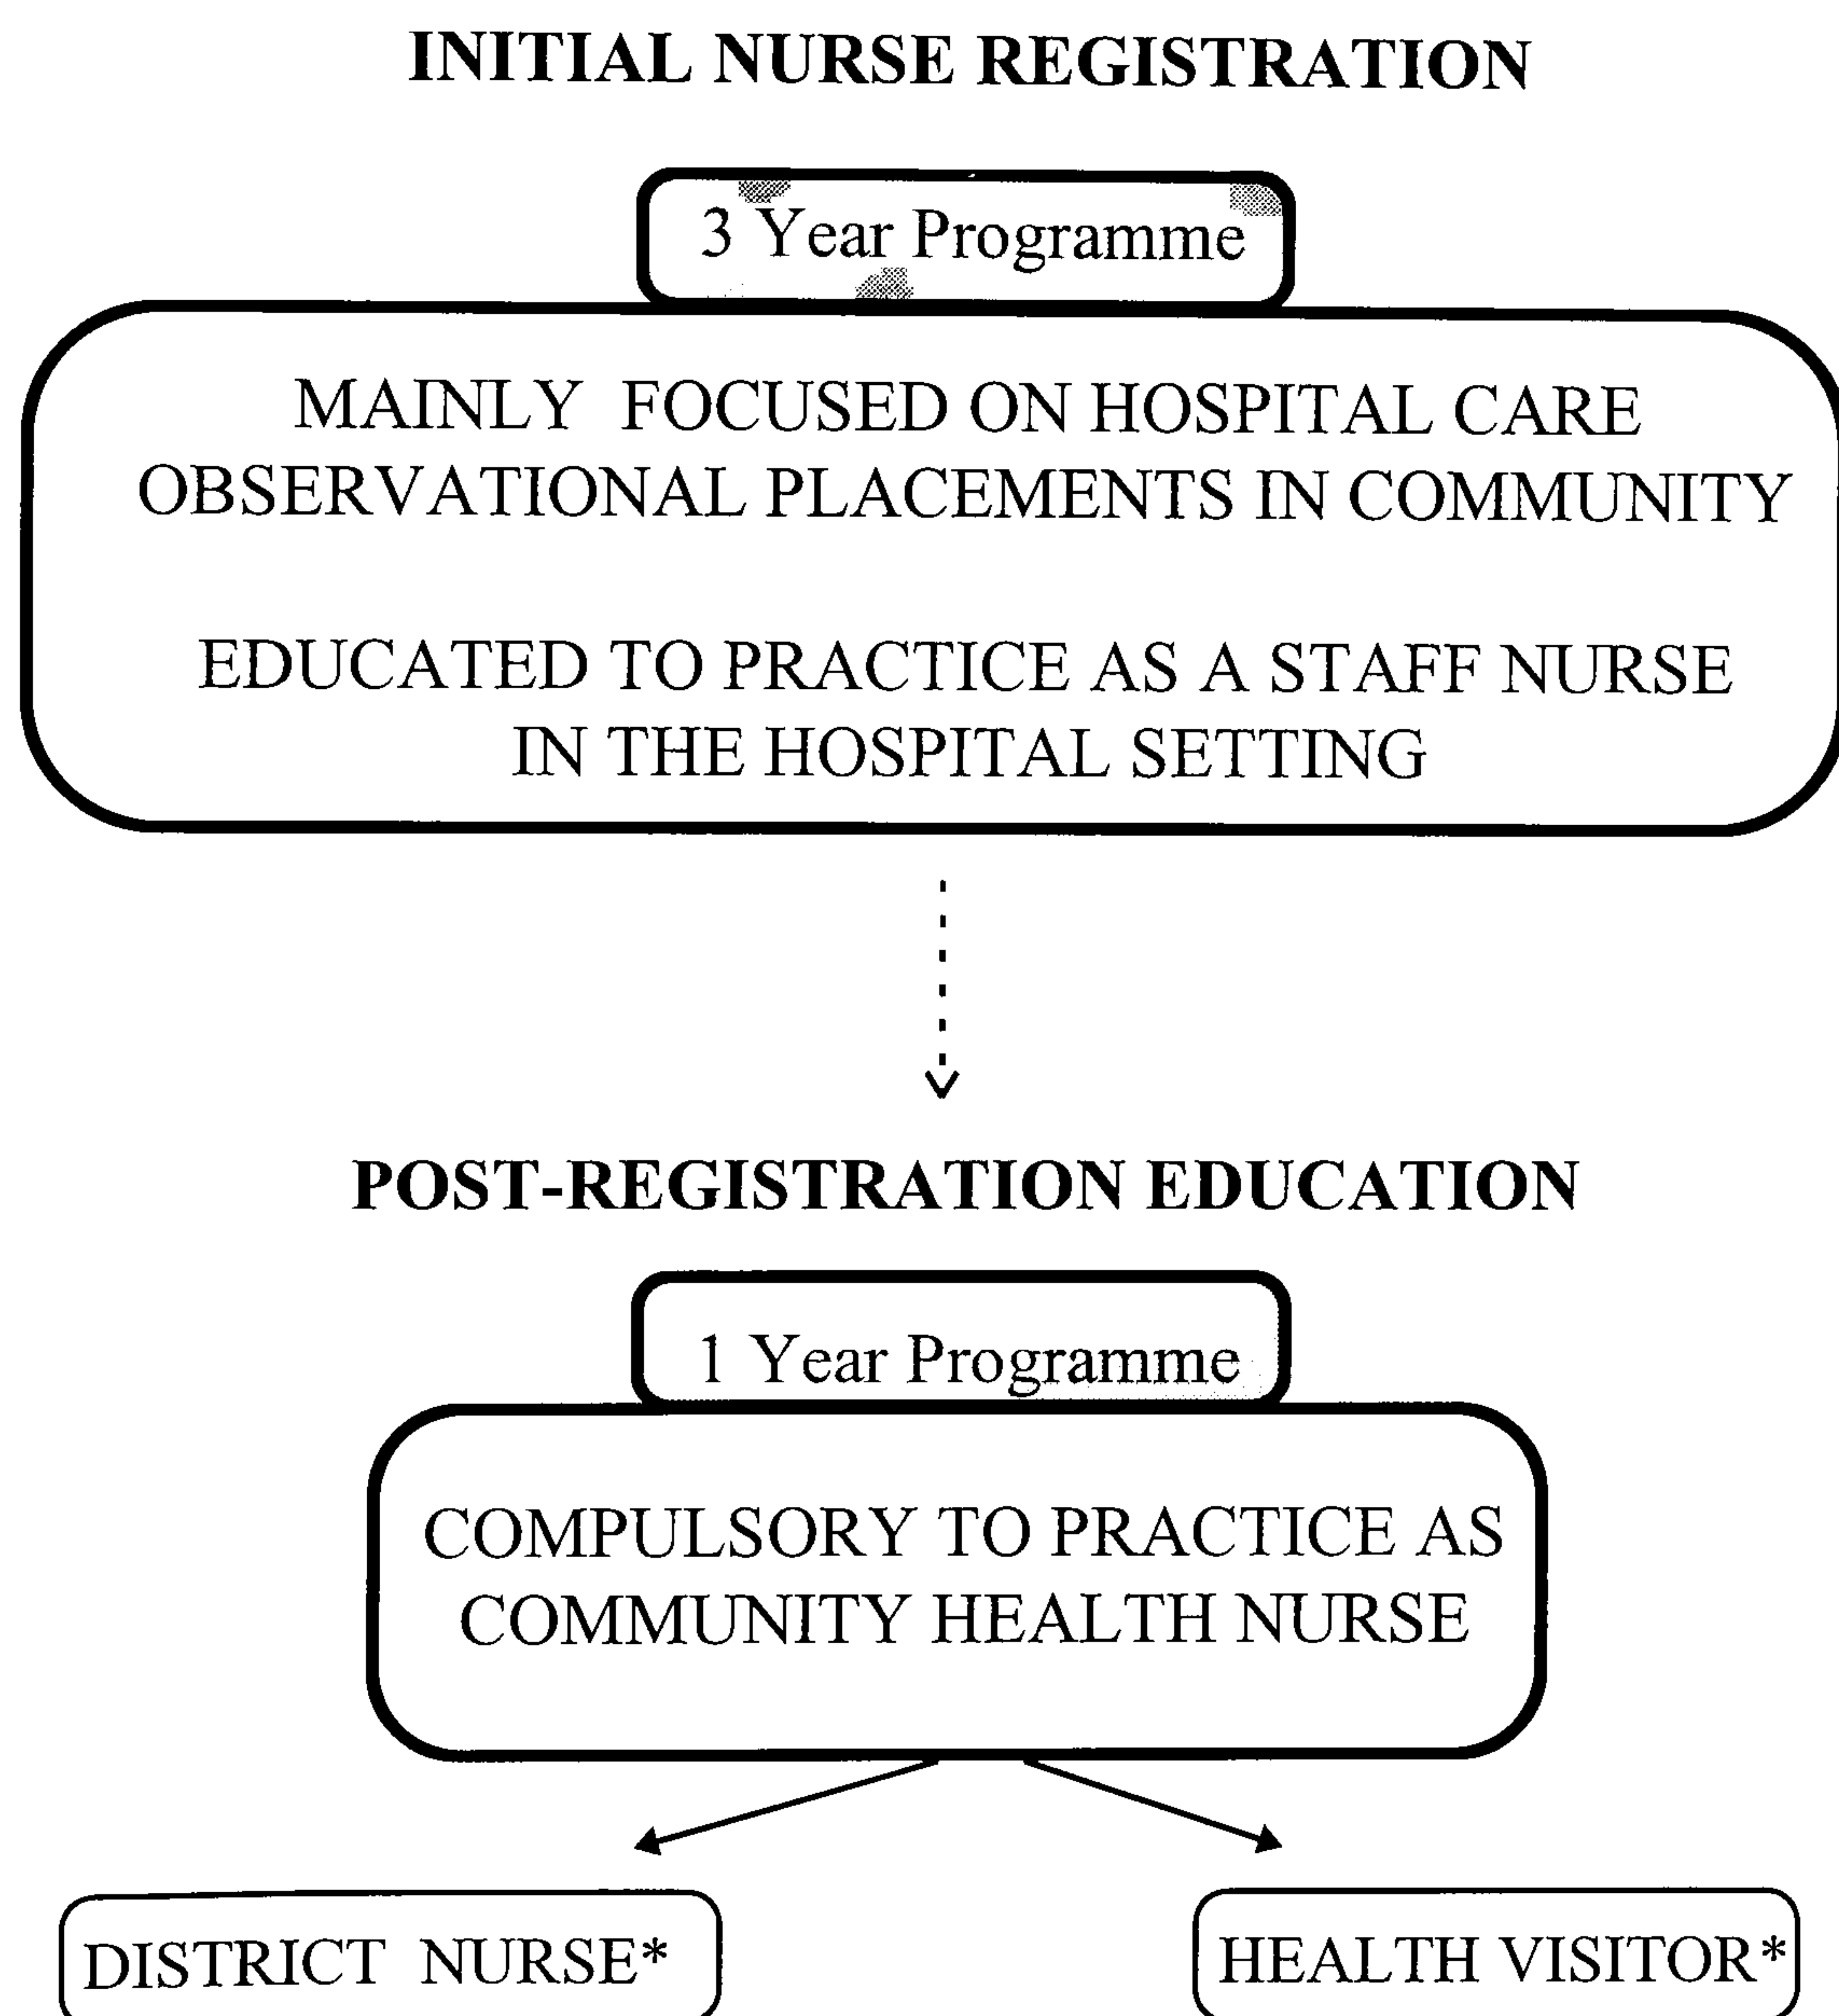 INITIAL NURSE REGISTRATION
3 Year Programme
MAINLY FOCUSED ON HOSPITAL CARE
OBSERVATIONAL PLACEMENTS IN COMMUNITY
EDUCATED TO PRACTICE AS A STAFF NURSE
IN THE HOSPITAL SETTING
POST-REGISTRATION EDUCATION
1 Year Programme
COMPULSORY TO PRACTICE AS
COMMUNITY HEALTH NURSE
DISTRICT NURSE*
HEALTH VISITOR*